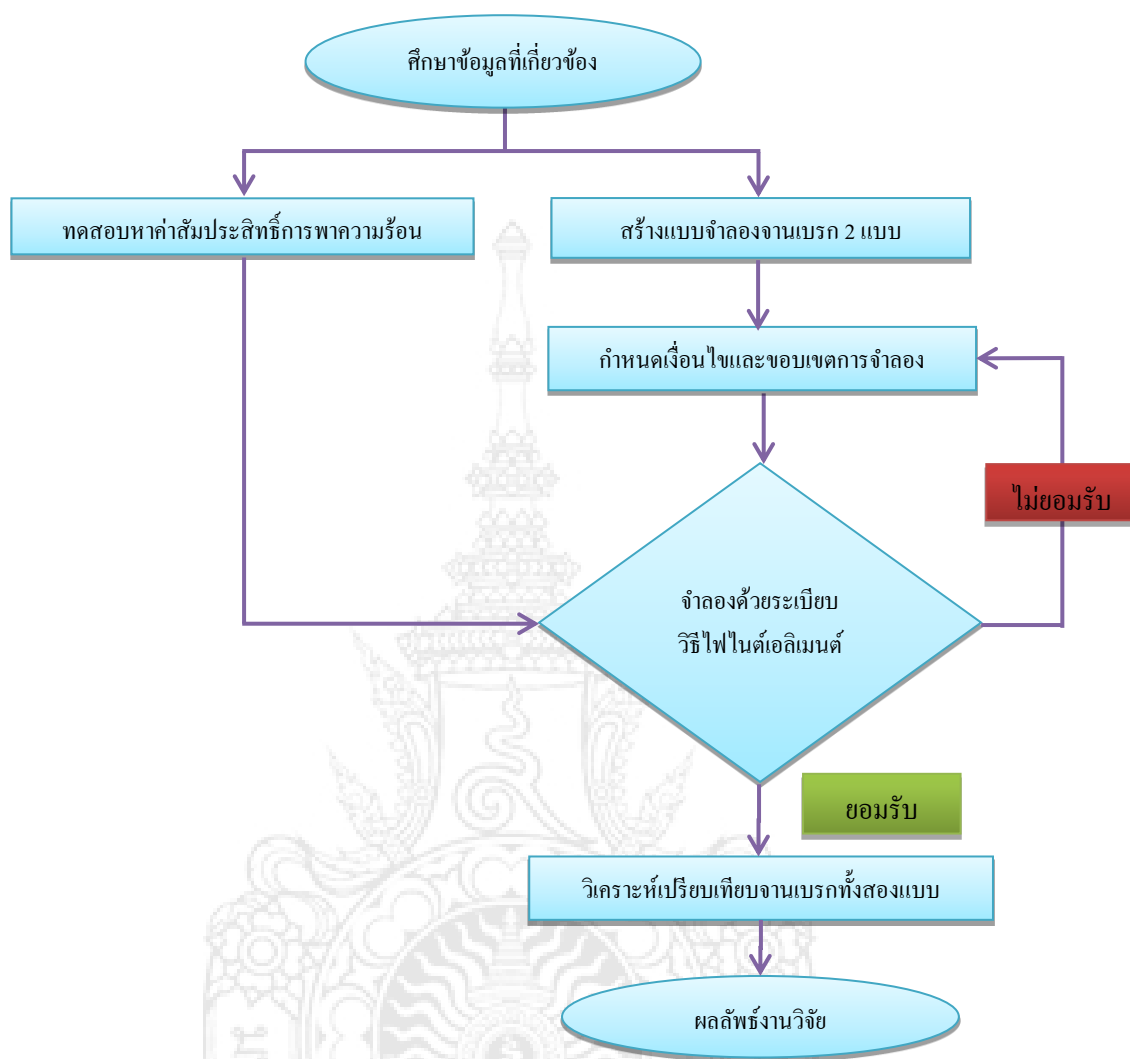 ศึกษาข้อมูลที่เกี่ยวข้อง
ทดสอบหาค่าสัมประสิทธิ์การพาความร้อน
สร้างแบบจำลองจานเบรก 2 แบบ
กำหนดเงื่อนไขและขอบเขตการจำลอง
ไม่ยอมรับ
จำลองด้วยระเบียบ
วิธีไฟไนต์เอลิเมนต์
ยอมรับ
วิเคราะห์เปรียบเทียบจานเบรกทั้งสองแบบ
ผลลัพธ์งานวิจัย